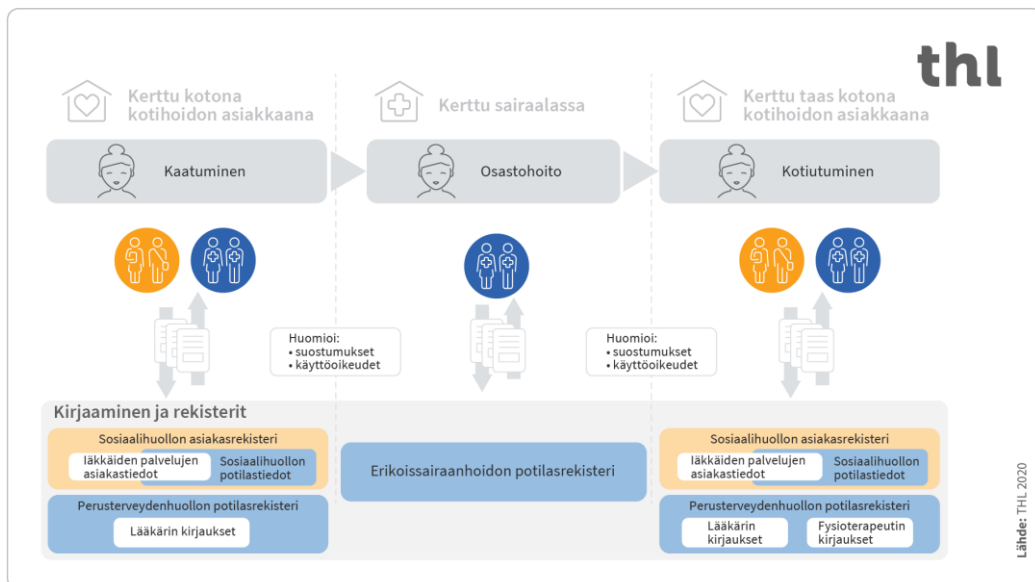 thl
Kerttu kotona
kotihoidon asiakkaana
Kerttu sairaalassa
Kerttu taas kotona
kotihoidon asiakkaana
Kaatuminen
Osastohoito
Kotiutuminen
Huomioi:
• suostumukset
• käyttöoikeudet
Huomioi:
• suostumukset
• käyttöoikeudet
Kirjaaminen ja rekisterit
Sosiaalihuollon asiakasrekisteri
Iäkkäiden palvelujen
asiakastiedot
Sosiaalihuollon
potilastiedot
Perusterveydenhuollon potilasrekisteri
Lääkärin kirjaukset
Erikoissairaanhoidon potilasrekisteri
Sosiaalihuollon asiakasrekisteri
Iäkkäiden palvelujen
asiakastiedot
Sosiaalihuollon
potilastiedot
Perusterveydenhuollon potilasrekisteri
Lääkärin
kirjaukset
Fysioterapeutin
kirjaukset
Lähde: THL 2020